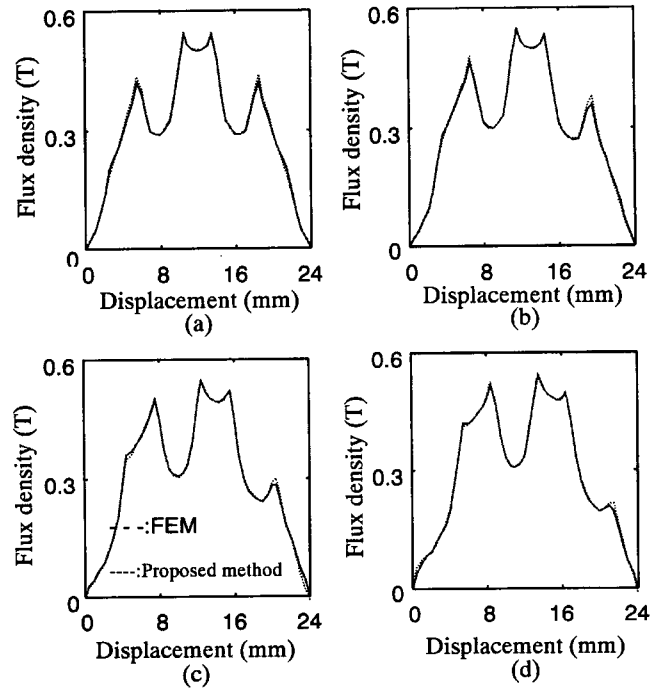 0.6
0.3
0
Flux density (T)
0 8 16 24
Displacement (mm)
(a)
0.6
0.3
0
Flux density (T)
0 8 16 24
Displacement (mm)
(b)
0.6
0.3
0
Flux density (T)
- - -:FEM
----:Proposed method
0 8 16 24
Displacement (mm)
(c)
0.6
0.3
0
Flux density (T)
0 8 16 24
Displacement (mm)
(d)